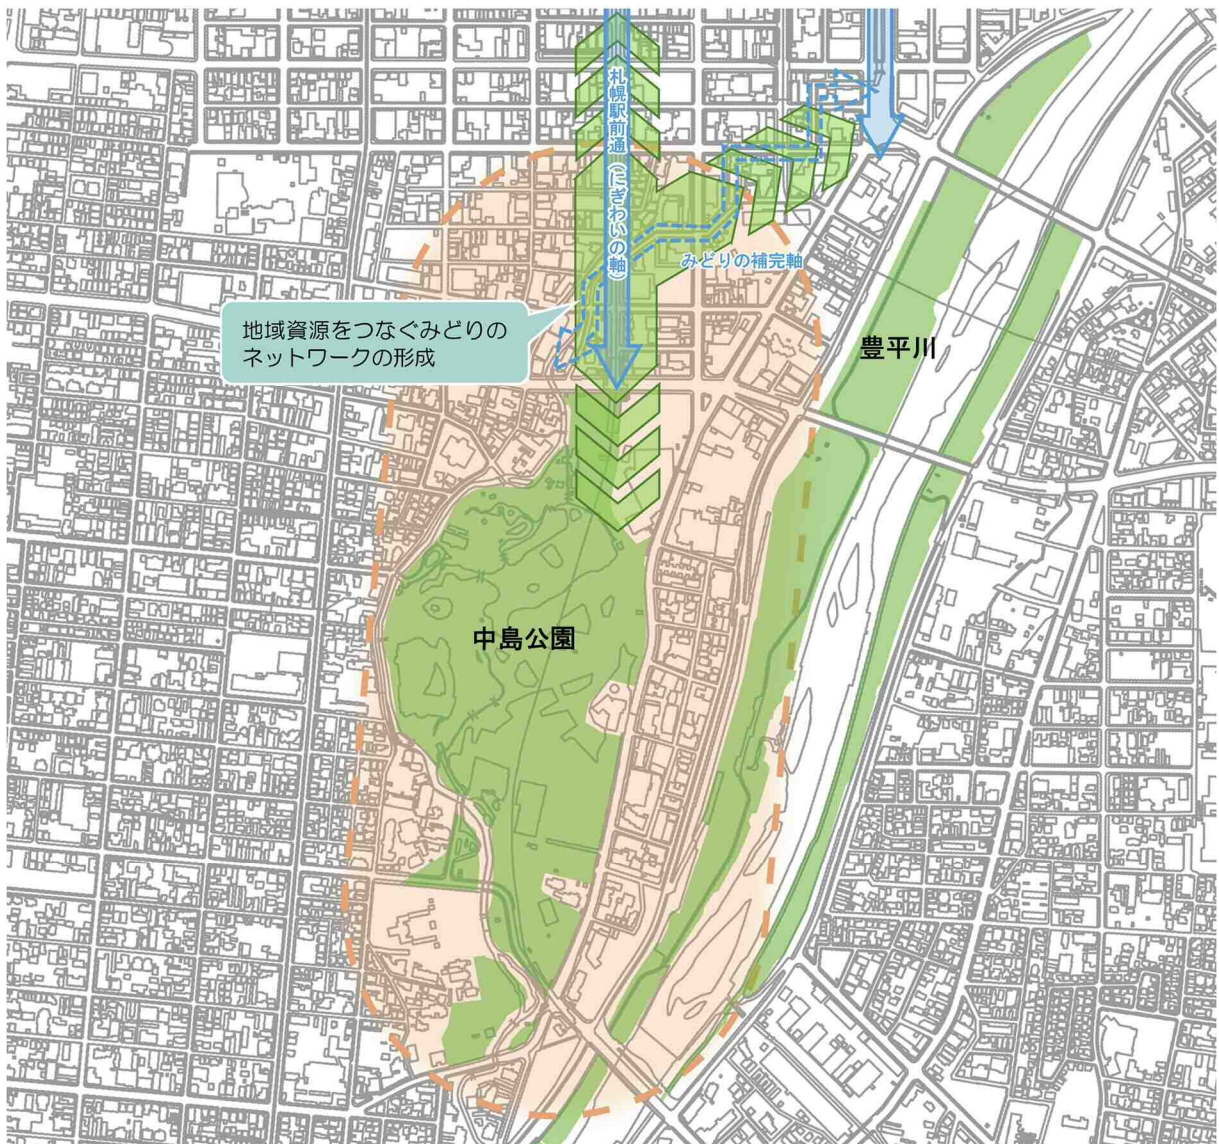 札幌駅前通（にぎわいの軸）
みどりの補完軸
地域資源をつなぐみどりの
ネットワークの形成
豊平川
中島公園